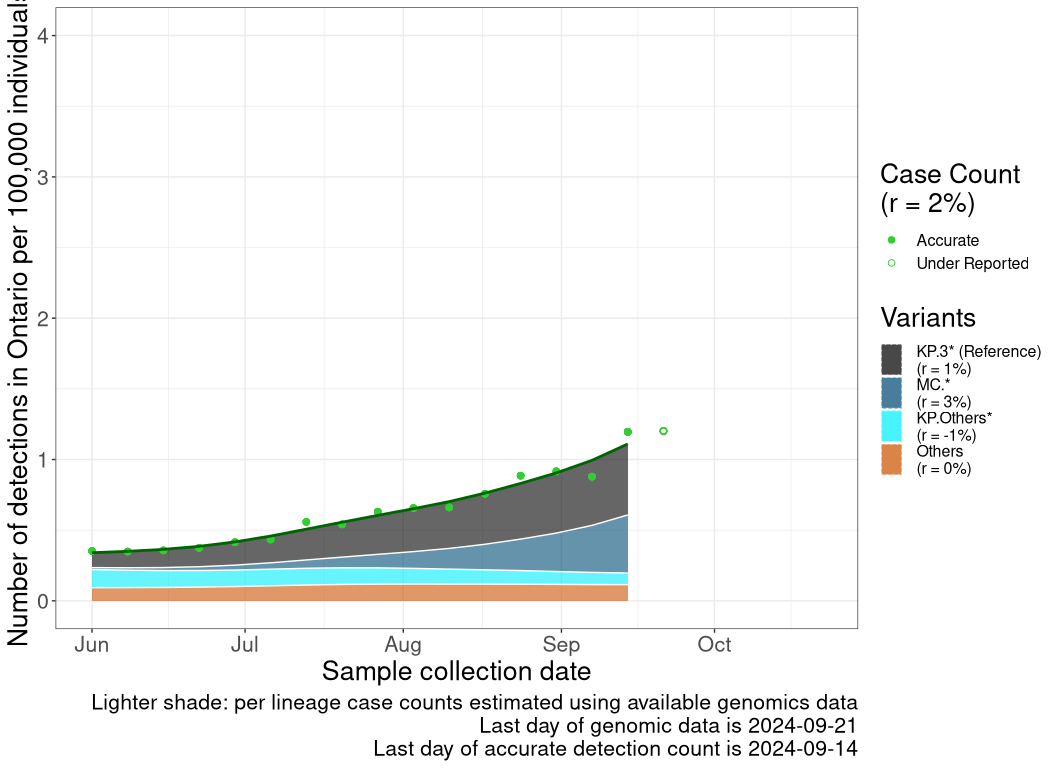 Number of detections in Ontario per 100,000 individuals
4
3
2
1
0
Jun
Jul
Aug
Sep
Oct
Sample collection date
Lighter shade: per lineage case counts estimated using available genomics data
Last day of genomic data is 2024-09-21
Last day of accurate detection count is 2024-09-14
Case Count
(r = 2%)
Accurate
Under Reported
Variants
KP.3* (Reference)
(r = 1%)
MC.*
(r = 3%)
KP.Others*
(r = -1%)
Others
(r = 0%)